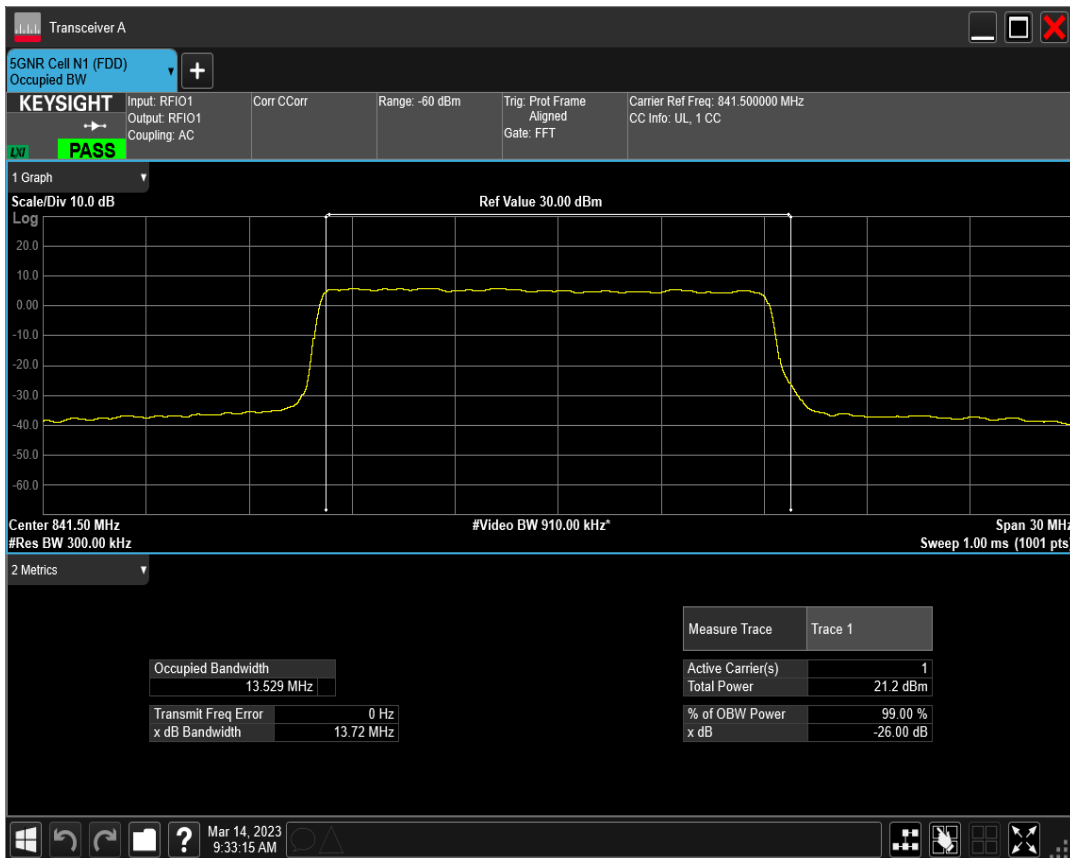 Transceiver A
5GNR Cell N1 (FDD)
Occupied BW
KEYSIGHT
LXI
PASS
Input: RFIO1
Output: RFIO1
Coupling: AC
Corr CCorr
Range: -60 dBm
Trig: Prot Frame
Aligned
Gate: FFT
Carrier Ref Freq: 841.500000 MHz
CC Info: UL, 1 CC
1 Graph
Scale/Div 10.0 dB
Ref Value 30.00 dBm
Log
20.0
10.0
0.00
-10.0
-20.0
-30.0
-40.0
-50.0
-60.0
Center 841.50 MHz
#Video BW 910.00 kHz*
Span 30 MHz
#Res BW 300.00 kHz
Sweep 1.00 ms (1001 pts)
2 Metrics
Measure Trace Trace 1
Occupied Bandwidth
13.529 MHz
Active Carrier(s) 1
Total Power 21.2 dBm
Transmit Freq Error 0 Hz
x dB Bandwidth 13.72 MHz
% of OBW Power 99.00 %
x dB -26.00 dB
Mar 14, 2023
9:33:15 AM